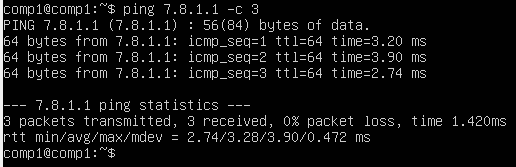 comp1@comp1:~$ ping 7.8.1.1 -c 3
PING 7.8.1.1 (7.8.1.1) : 56(84) bytes of data.
64 bytes from 7.8.1.1: icmp_seq=1 ttl=64 time=3.20 ms
64 bytes from 7.8.1.1: icmp_seq=2 ttl=64 time=3.90 ms
64 bytes from 7.8.1.1: icmp_seq=3 ttl=64 time=2.74 ms
--- 7.8.1.1 ping statistics ---
3 packets transmitted, 3 received, 0% packet loss, time 1.420ms
rtt min/avg/max/mdev = 2.74/3.28/3.90/0.472 ms
comp1@comp1:~$